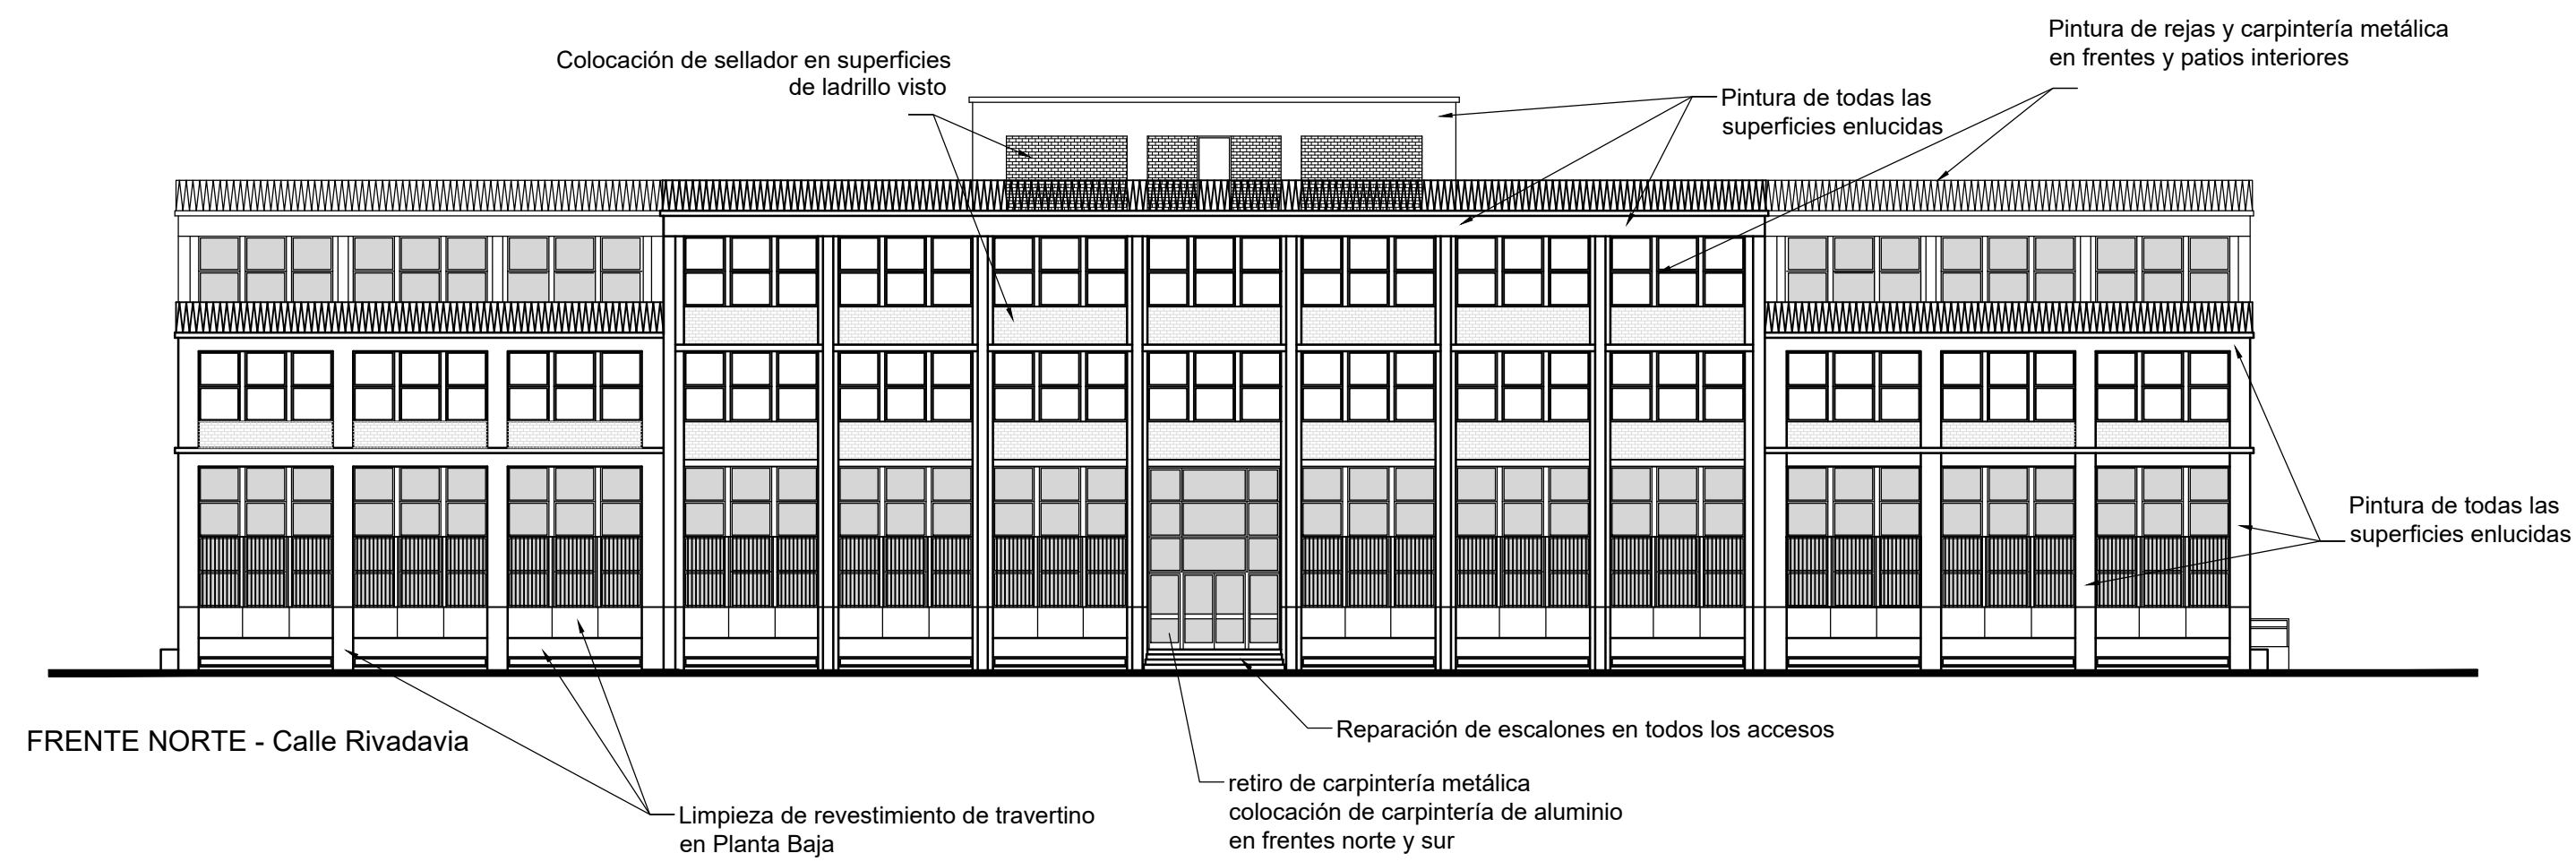 Pintura de rejas y carpintería metálica
en frentes y patios interiores
Colocación de sellador en superficies
de ladrillo visto
Pintura de todas las
superficies enlucidas
Pintura de todas las
superficies enlucidas
Reparación de escalones en todos los accesos
FRENTE NORTE - Calle Rivadavia
retiro de carpintería metálica
colocación de carpintería de aluminio
en frentes norte y sur
Limpieza de revestimiento de travertino
en Planta Baja